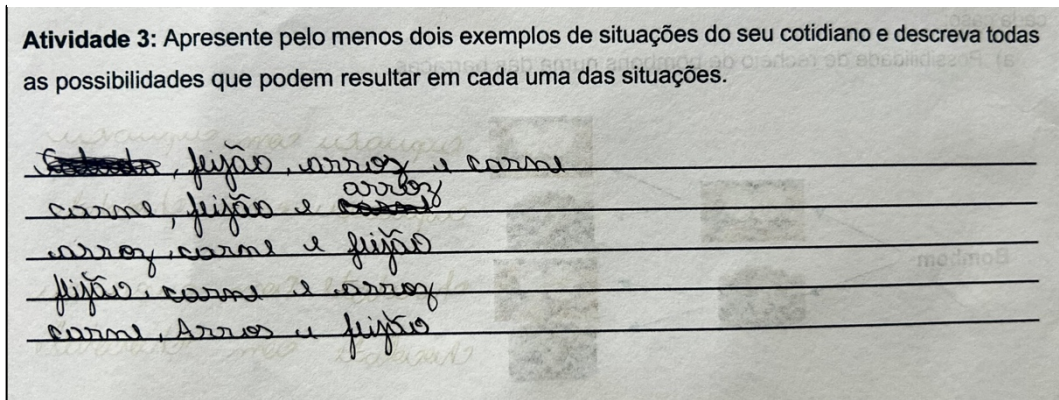 Atividade 3: Apresente pelo menos dois exemplos de situações do seu cotidiano e descreva todas
as possibilidades que podem resultar em cada uma das situações.
, feijão, arroz e carne
arroz
carne, feijão e
arroz, carne e feijão
feijão, carne e arroz
carne, Arros e feijão